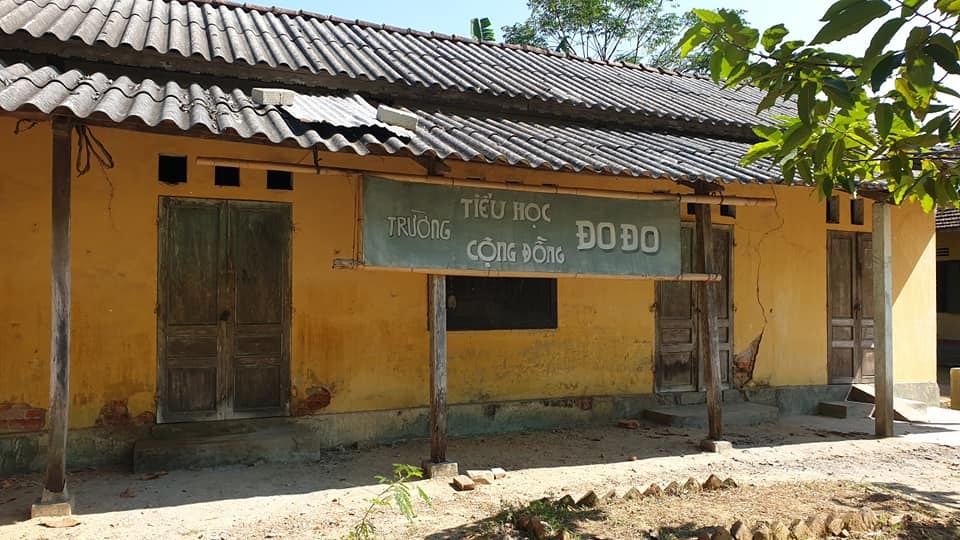 TRƯỜNG TIỂU HỌC
CỘNG ĐỒNG ĐO ĐO